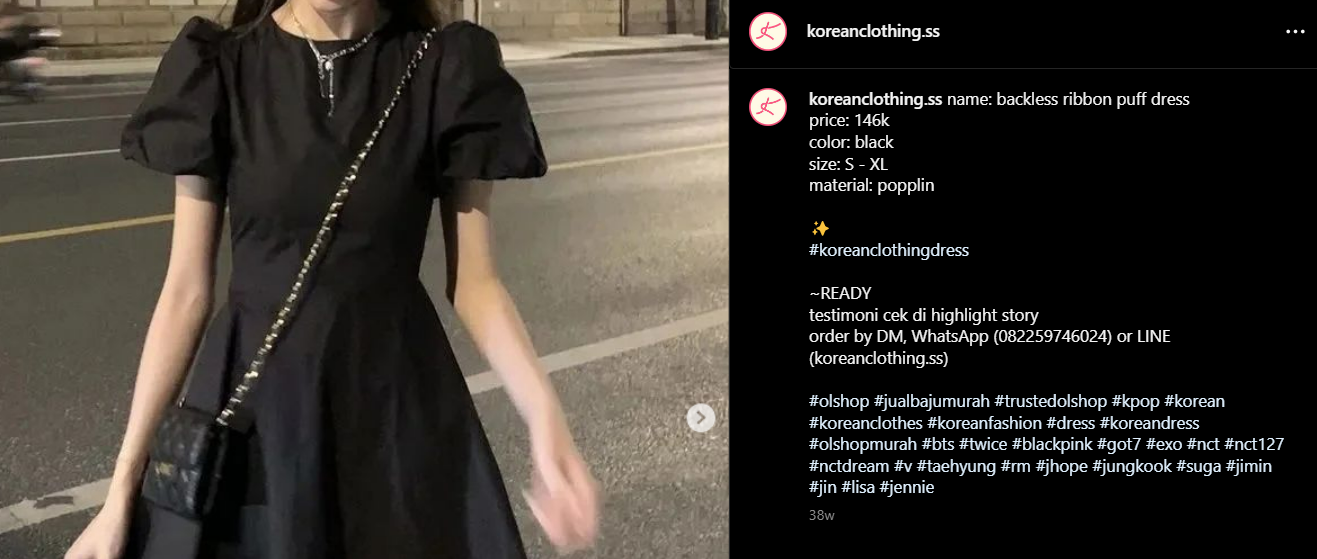 koreanclothing.ss
koreanclothing.ss name: backless ribbon puff dress
price: 146k
color: black
size: S - XL
material: popplin
✨
#koreanclothingdress
~READY
testimoni cek di highlight story
order by DM, WhatsApp (082259746024) or LINE
(koreanclothing.ss)
#olshop #jualbajumurah #trustedolshop #kpop #korean
#koreanclothes #koreanfashion #dress #koreandress
#olshopmurah #bts #twice #blackpink #got7 #exo #nct #nct127
#nctdream #v #taehyung #rm #jhope #jungkook #suga #jimin
#jin #lisa #jennie
38w